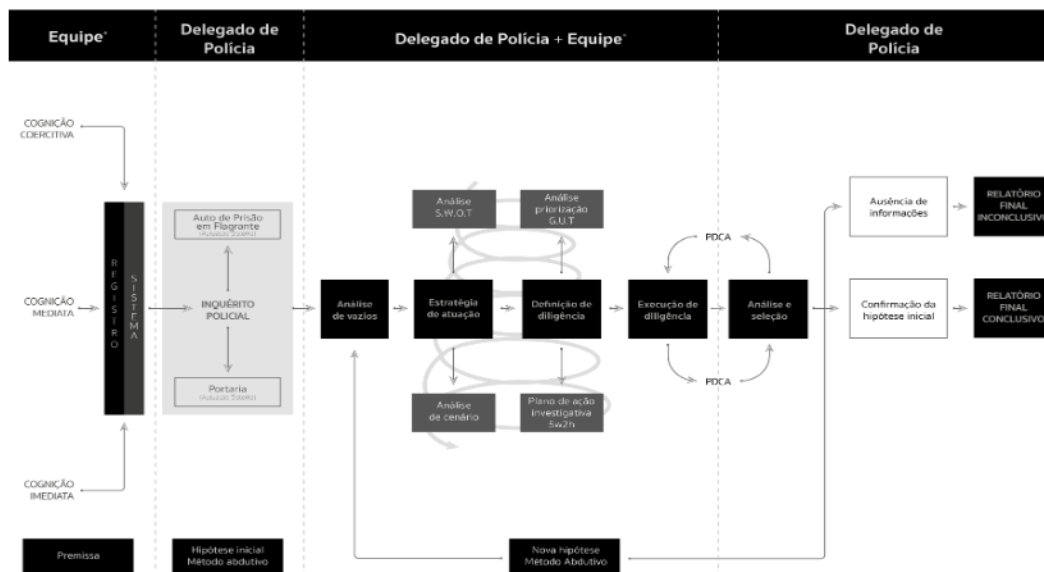 Equipe*
Delegado de
Polícia
Delegado de Polícia + Equipe*
Delegado de
Polícia
COGNIÇÃO
COERCITIVA
COGNIÇÃO
MEDIATA
COGNIÇÃO
IMEDIATA
REGISTRO
SISTEMA
Auto de Prisão
em Flagrante
INQUÉRITO
POLICIAL
Portaria
Análise
de vazios
Análise
S.W.O.T
Estratégia
de atuação
Análise
de cenário
Análise
priorização
G.U.T
Definição de
diligência
Plano de ação
investigativa
5w2h
Execução de
diligência
PDCA
PDCA
Análise e
seleção
Ausência de
informações
RELATÓRIO
FINAL
INCONCLUSIVO
Confirmação da
hipótese inicial
RELATÓRIO
FINAL
CONCLUSIVO
Premissa
Hipótese inicial
Método abdutivo
Nova hipótese
Método Abdutivo